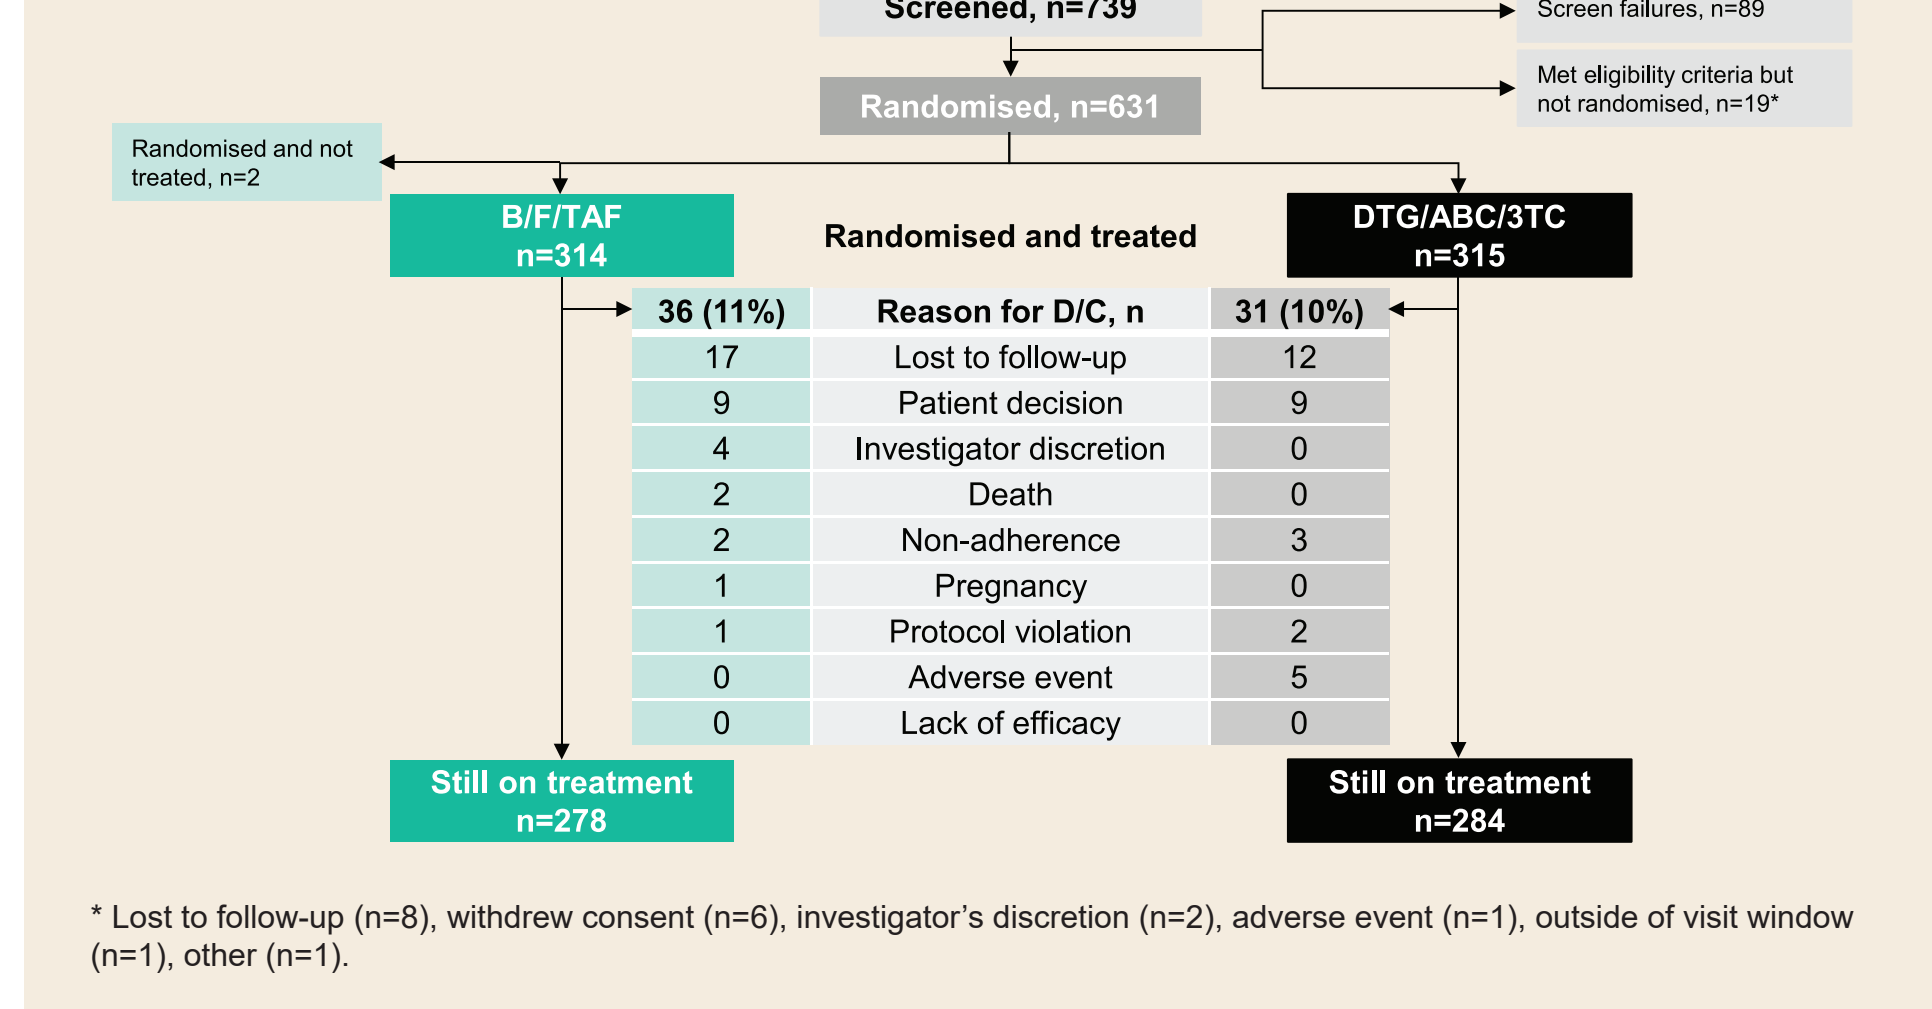 Screened, n=739
Screen failures, n=89
Met eligibility criteria but
not randomised, n=19*
Randomised, n=631
Randomised and not
treated, n=2
B/F/TAF
n=314
Randomised and treated
DTG/ABC/3TC
n=315
36 (11%) Reason for D/C, n 31 (10%)
17 Lost to follow-up 12
9 Patient decision 9
4 Investigator discretion 0
2 Death 0
2 Non-adherence 3
1 Pregnancy 0
1 Protocol violation 2
0 Adverse event 5
0 Lack of efficacy 0
Still on treatment
n=278
Still on treatment
n=284
* Lost to follow-up (n=8), withdrew consent (n=6), investigator’s discretion (n=2), adverse event (n=1), outside of visit window
(n=1), other (n=1).